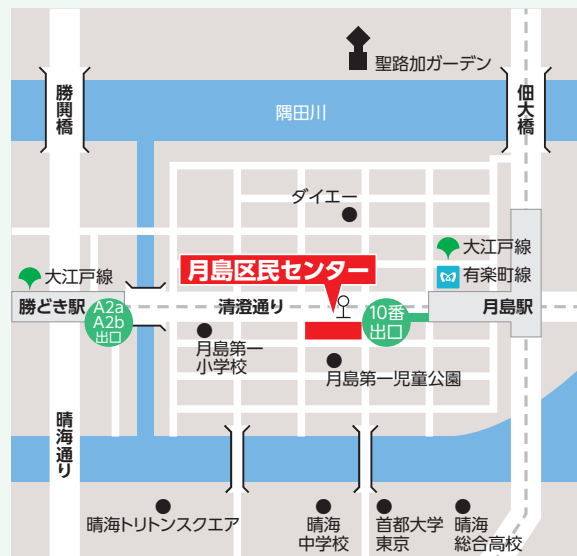 聖路加ガーデン
勝鬨橋
佃大橋
隅田川
ダイエー
大江戸線
有楽町線
月島区民センター
大江戸線
勝どき駅
A2a
A2b
出口
清澄通り
10番
出口
月島駅
月島第一
小学校
月島第一児童公園
晴海通り
晴海トリトンスクエア
晴海
中学校
首都大学
東京
晴海
総合高校